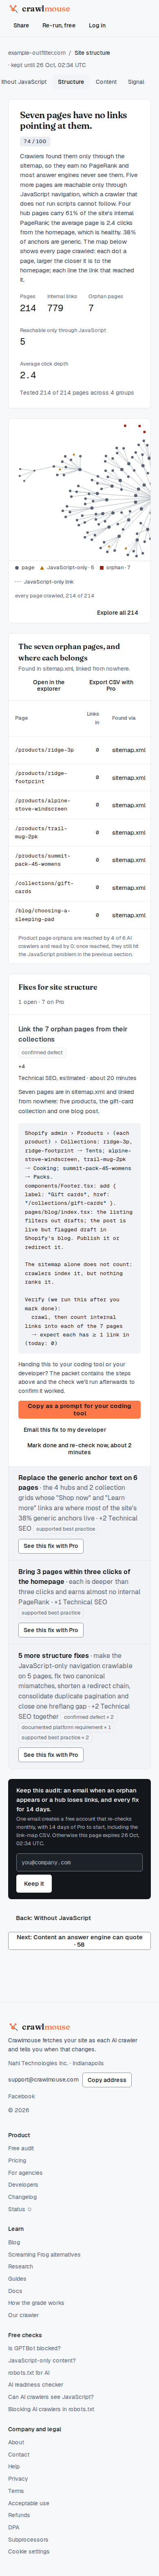 crawlmouse
Share Re-run, free Log in
example-outfitter.com / Site structure
· kept until 26 Oct, 02:34 UTC
thout JavaScript Structure Content Signal
Seven pages have no links
pointing at them.
74 / 100
Crawlers found them only through the
sitemap, so they earn no PageRank and
most answer engines never see them. Five
more pages are reachable only through
JavaScript navigation, which a crawler that
does not run scripts cannot follow. Four
hub pages carry 61% of the site's internal
PageRank; the average page is 2.4 clicks
from the homepage, which is healthy. 38%
of anchors are generic. The map below
draws every page crawled: each dot a
page, larger the closer it is to the
homepage; each line the link that reached
it.
Pages Internal links Orphan pages
214 779 7
Reachable only through JavaScript
5
Average click depth
2.4
Tested 214 of 214 pages across 4 groups
page JavaScript-only · 5 orphan · 7
JavaScript-only link
every page crawled, 214 of 214
Explore all 214
The seven orphan pages, and
where each belongs
Found in sitemap.xml, linked from nowhere.
Open in the
explorer
Export CSV with
Pro
Page Links in Found via
/products/ridge-3p 0 sitemap.xml
/products/ridge-
footprint 0 sitemap.xml
/products/alpine-
stove-windscreen 0 sitemap.xml
/products/trail-
mug-2pk 0 sitemap.xml
/products/summit-
pack-45-womens 0 sitemap.xml
/collections/gift-
cards 0 sitemap.xml
/blog/choosing-a-
sleeping-pad 0 sitemap.xml
Product page orphans are reached by 4 of 6 AI
crawlers and read by 0 once reached, they still hit
the JavaScript problem in the previous section.
Fixes for site structure
1 open · 7 on Pro
Link the 7 orphan pages from their
collections
confirmed defect
+4
Technical SEO, estimated · about 20 minutes
Seven pages are in sitemap.xml and linked
from nowhere: five products, the gift-card
collection and one blog post.
Shopify admin › Products › (each
product) › Collections: ridge-3p,
ridge-footprint → Tents; alpine-
stove-windscreen, trail-mug-2pk
→ Cooking; summit-pack-45-womens
→ Packs.
components/Footer.tsx: add {
label: "Gift cards", href:
"/collections/gift-cards" }.
pages/blog/index.tsx: the listing
filters out drafts; the post is
live but flagged draft in
Shopify's blog. Publish it or
redirect it.
The sitemap alone does not count:
crawlers index it, but nothing
ranks it.
Verify (we run this after you
mark done):
crawl, then count internal
links into each of the 7 pages
→ expect each has ≥ 1 link in
(today: 0)
Handing this to your coding tool or your
developer? The packet contains the steps
above and the check we'll run afterwards to
confirm it worked.
Copy as a prompt for your coding
tool
Email this fix to my developer
Mark done and re-check now, about 2
minutes
Replace the generic anchor text on 6
pages · the 4 hub and 2 collection
grids whose "Shop now" and "Learn
more" links are where most of the site's
38% generic anchors live · +2 Technical
SEO supported best practice
See this fix with Pro
Bring 3 pages within three clicks of
the homepage · each is deeper than
three clicks and earns almost no internal
PageRank · +1 Technical SEO
supported best practice
See this fix with Pro
5 more structure fixes · make the
JavaScript-only navigation crawlable
on 5 pages, fix two canonical
mismatches, shorten a redirect chain,
consolidate duplicate pagination and
close one hreflang gap · +2 Technical
SEO together confirmed defect × 2
documented platform requirement × 1
supported best practice × 2
See this fix with Pro
Keep this audit: an email when an orphan
appears or a hub loses links, and every fix
for 14 days.
One email creates a free account that re-checks
monthly, with 14 days of Pro to start, including the
link-map CSV. Otherwise this page expires 26 Oct,
02:34 UTC.
you@company.com
Keep it
Back: Without JavaScript
Next: Content an answer engine can quote
· 58
crawlmouse
Crawlmouse fetches your site as each AI crawler
and tells you when that changes.
Nahl Technologies Inc. · Indianapolis
support@crawlmouse.com Copy address
Facebook
© 2026
Product
Free audit
Pricing
For agencies
Developers
Changelog
Status
Learn
Blog
Screaming Frog alternatives
Research
Guides
Docs
How the grade works
Our crawler
Free checks
Is GPTBot blocked?
JavaScript-only content?
robots.txt for AI
AI readiness checker
Can AI crawlers see JavaScript?
Blocking AI crawlers in robots.txt
Company and legal
About
Contact
Help
Privacy
Terms
Acceptable use
Refunds
DPA
Subprocessors
Cookie settings